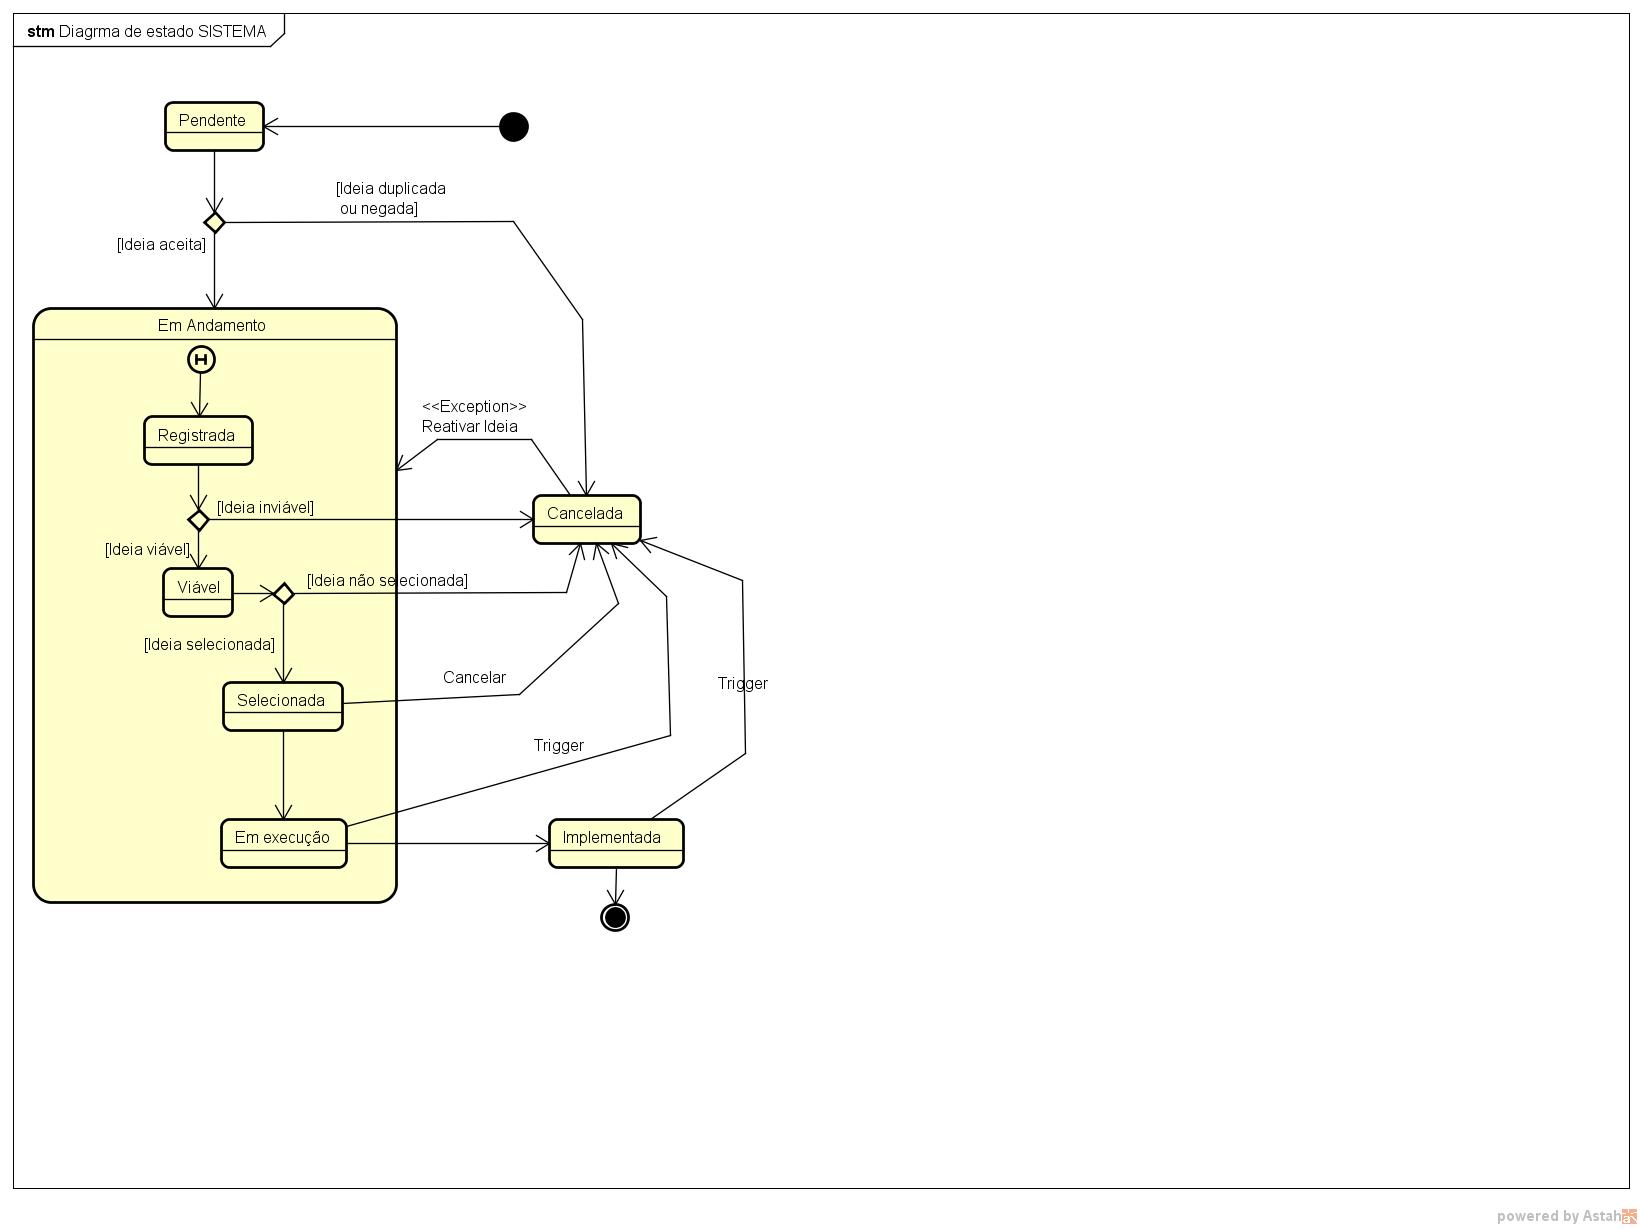 stm Diagrma de estado SISTEMA
Pendente
[Ideia duplicada
ou negada]
[Ideia aceita]
Em Andamento
H
Registrada
<<Exception>>
Reativar Ideia
[Ideia inviável]
Cancelada
[Ideia viável]
Viável
[Ideia não selecionada]
[Ideia selecionada]
Selecionada
Cancelar
Trigger
Trigger
Em execução
Implementada
powered by Astah